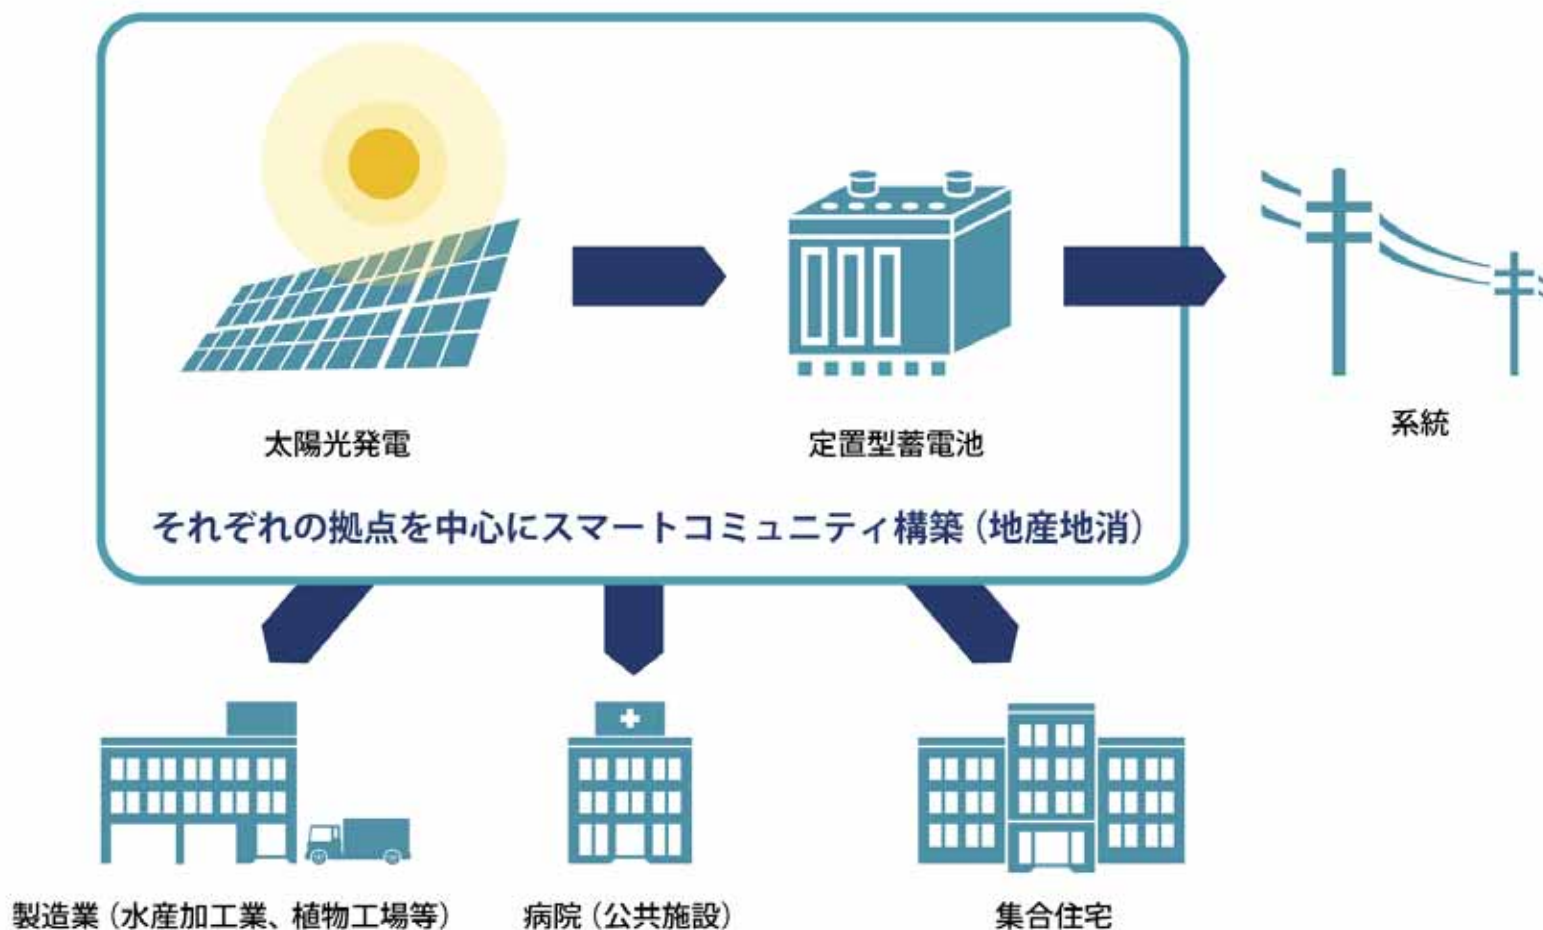 太陽光発電
定置型蓄電池
系統
それぞれの拠点を中心にスマートコミュニティ構築(地産地消)
製造業(水産加工業、植物工場等)
病院(公共施設)
集合住宅